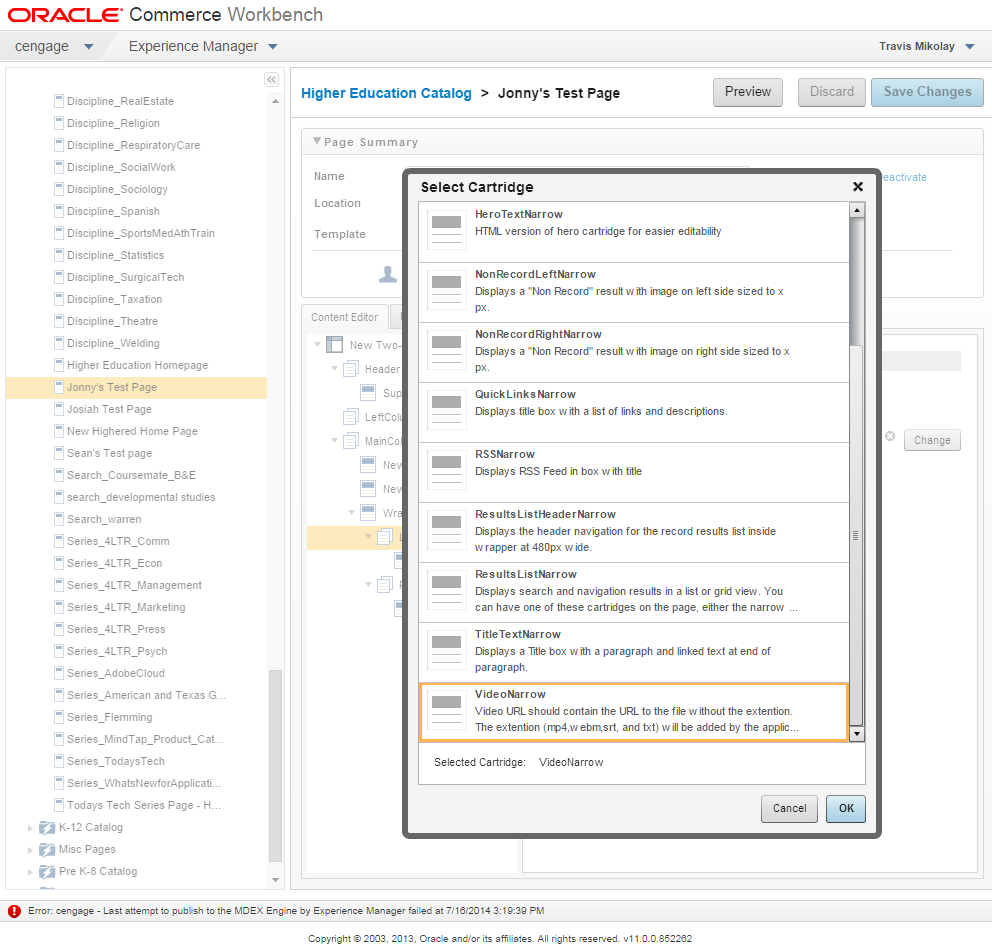 ORACLE Commerce Workbench
cengage Experience Manager Travis Mikolay
Discipline_RealEstate
Discipline_Religion
Discipline_RespiratoryCare
Discipline_SocialWork
Discipline_Sociology
Discipline_Spanish
Discipline_SportsMedAthTrain
Discipline_Statistics
Discipline_SurgicalTech
Discipline_Taxation
Discipline_Theatre
Discipline_Welding
Higher Education Homepage
Jonny's Test Page
Josiah Test Page
New Highered Home Page
Sean's Test page
Search_Coursemate_B&E
search_developmental studies
Search_warren
Series_4LTR_Comm
Series_4LTR_Econ
Series_4LTR_Management
Series_4LTR_Marketing
Series_4LTR_Press
Series_4LTR_Psych
Series_AdobeCloud
Series_American and Texas G...
Series_Flemming
Series_MindTap_Product_Cat...
Series_TodaysTech
Series_WhatsNewforApplicati...
Todays Tech Series Page - H...
K-12 Catalog
Misc Pages
Pre K-8 Catalog
Higher Education Catalog > Jonny's Test Page
Preview Discard Save Changes
Page Summary
Name
Location
Template
eactivate
Content Editor
New Two-
Header
Sup
LeftColu
MainCol
New
New
Wra
Change
Select Cartridge
HeroTextNarrow
HTML version of hero cartridge for easier editability
NonRecordLeftNarrow
Displays a "Non Record" result with image on left side sized to x
px.
NonRecordRightNarrow
Displays a "Non Record" result with image on right side sized to x
px.
QuickLinksNarrow
Displays title box with a list of links and descriptions.
RSSNarrow
Displays RSS Feed in box with title
ResultsListHeaderNarrow
Displays the header navigation for the record results list inside
wrapper at 480px wide.
ResultsListNarrow
Displays search and navigation results in a list or grid view. You
can have one of these cartridges on the page, either the narrow ...
TitleTextNarrow
Displays a Title box with a paragraph and linked text at end of
paragraph.
VideoNarrow
Video URL should contain the URL to the file without the extention.
The extention (mp4,webm,srt, and txt) will be added by the applic...
Selected Cartridge: VideoNarrow
Cancel OK
Error: cengage - Last attempt to publish to the MDEX Engine by Experience Manager failed at 7/16/2014 3:19:39 PM
Copyright © 2003, 2013, Oracle and/or its affiliates. All rights reserved. v11.0.0.852262